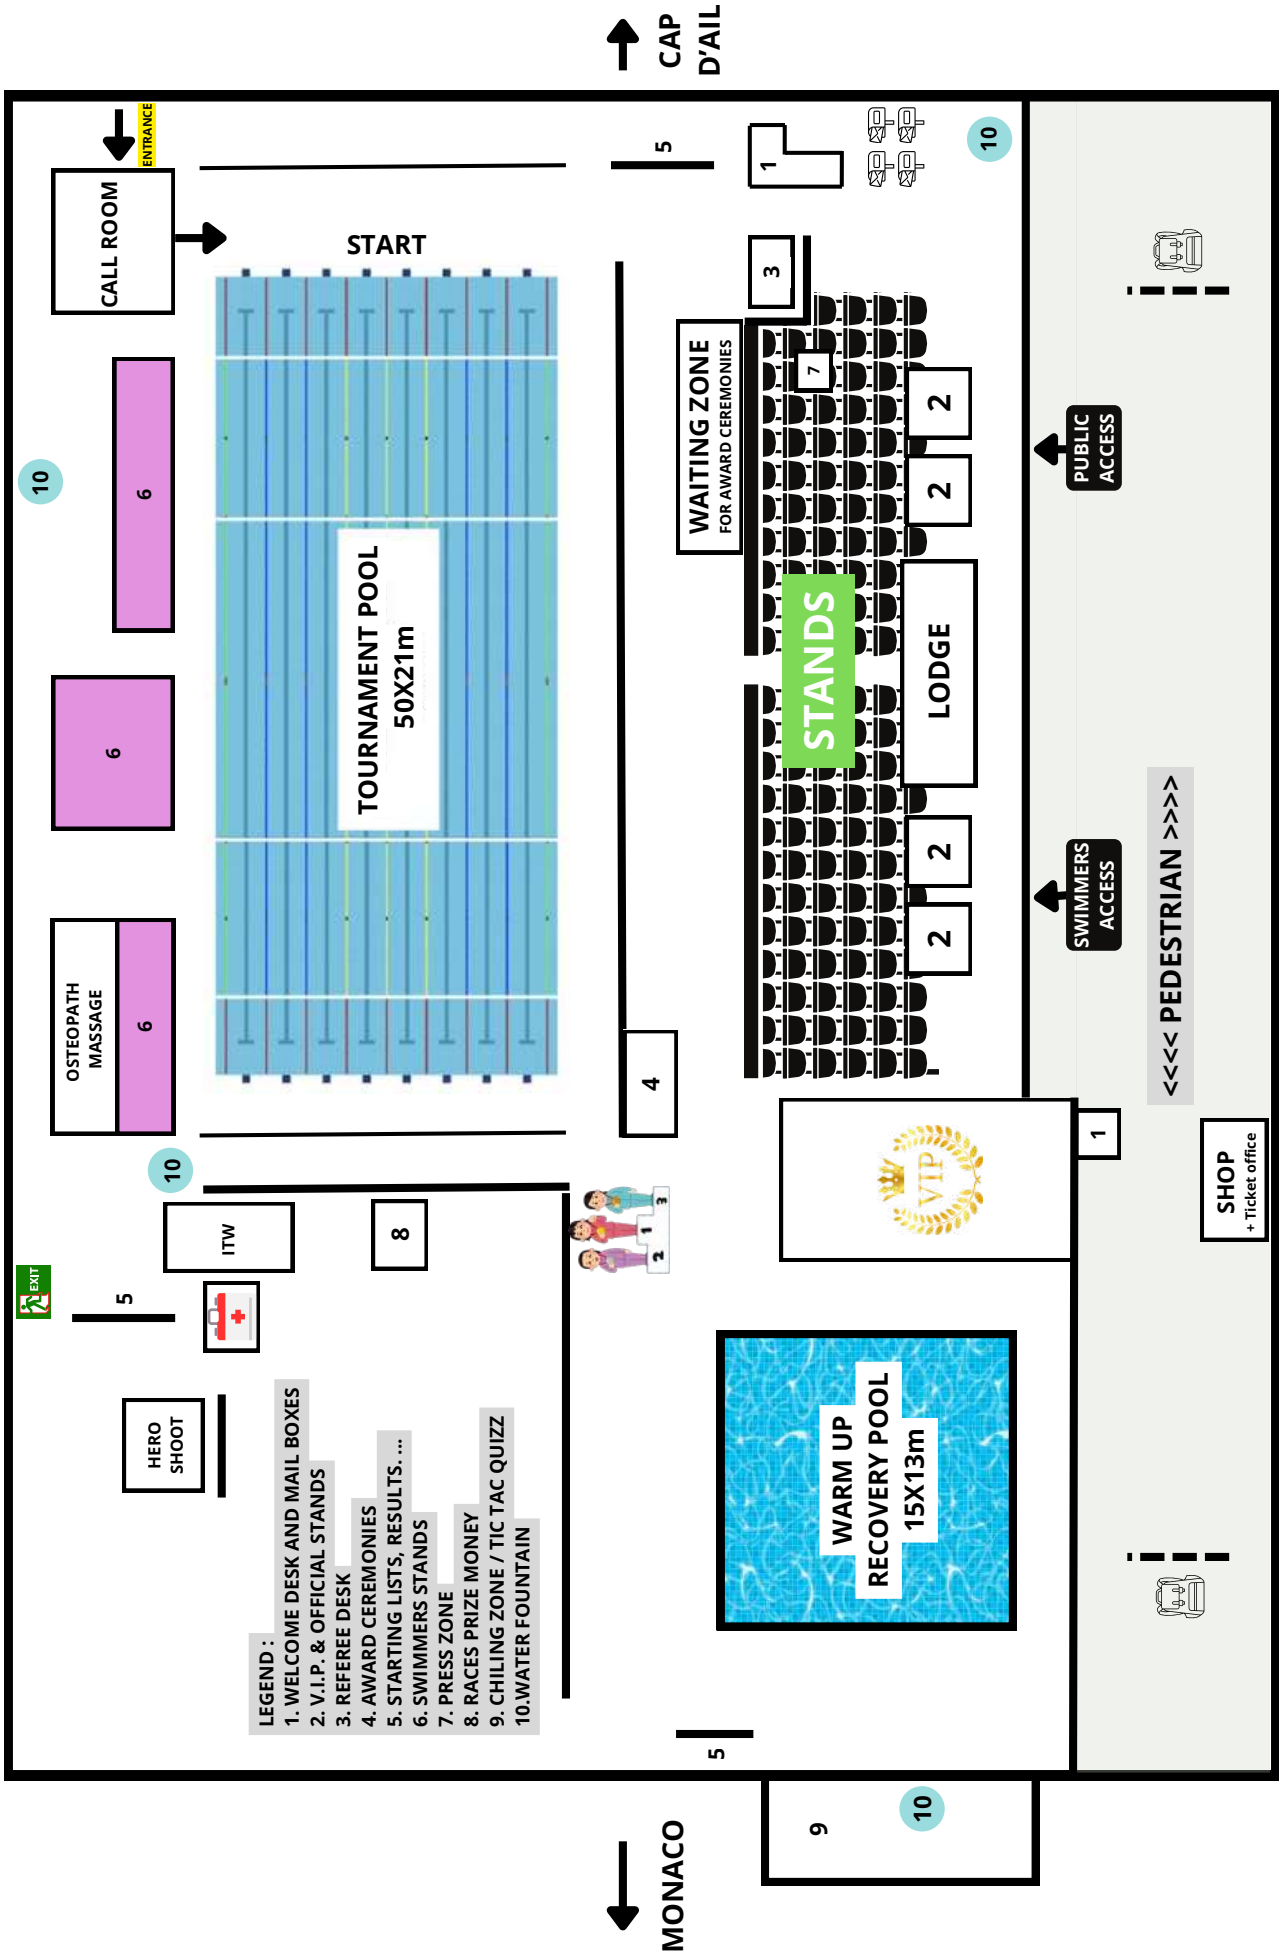 EXIT
10
OSTEOPATH
MASSAGE
6
6
6
CALL ROOM
ENTRANCE
HERO
SHOOT
5
10
ITW
8
START
TOURNAMENT POOL
50X21m
LEGEND :
1. WELCOME DESK AND MAIL BOXES
2. V.I.P. & OFFICIAL STANDS
3. REFEREE DESK
4. AWARD CEREMONIES
5. STARTING LISTS, RESULTS. ...
6. SWIMMERS STANDS
7. PRESS ZONE
8. RACES PRIZE MONEY
9. CHILING ZONE / TIC TAC QUIZZ
10.WATER FOUNTAIN
MONACO
2
1
3
4
5
CAP
D'AIL
5
WAITING ZONE
FOR AWARD CEREMONIES
3
1
7
STANDS
9
10
WARM UP
RECOVERY POOL
15X13m
VIP
2
2
LODGE
2
2
10
1
SWIMMERS
ACCESS
PUBLIC
ACCESS
<<<< PEDESTRIAN >>>>
SHOP
+ Ticket office